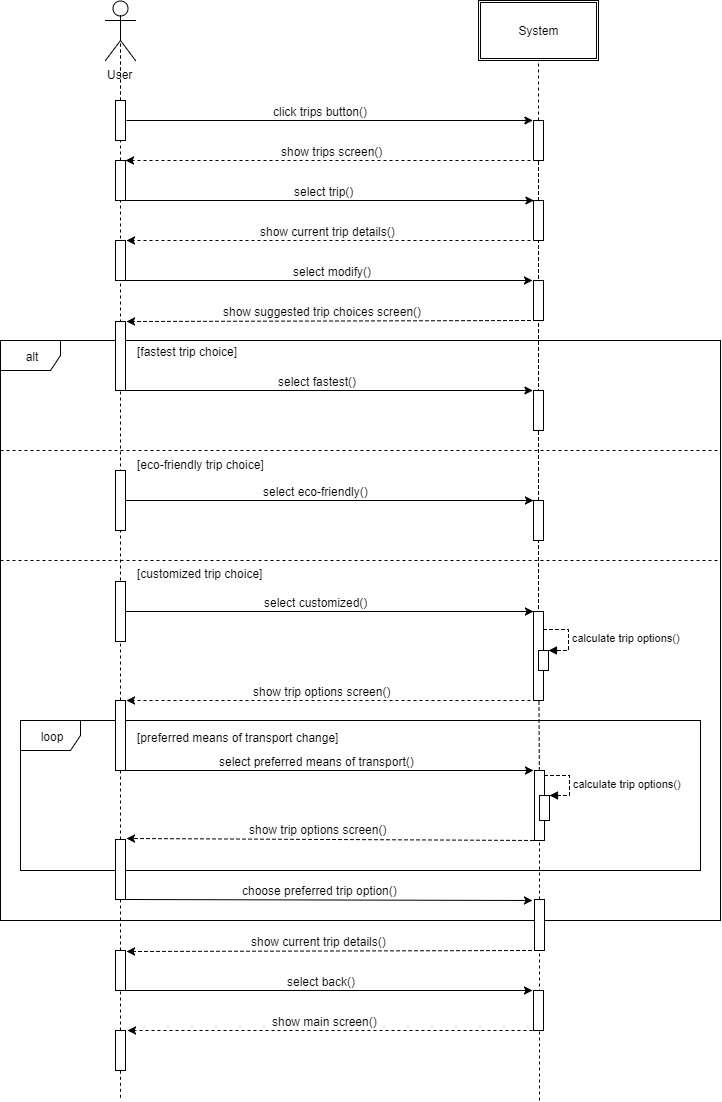 System
User
click trips button()
show trips screen()
select trip()
show current trip details()
select modify()
show suggested trip choices screen()
alt
[fastest trip choice]
select fastest()
[eco-friendly trip choice]
select eco-friendly()
[customized trip choice]
select customized()
calculate trip options()
show trip options screen()
loop
[preferred means of transport change]
select preferred means of transport()
calculate trip options()
show trip options screen()
choose preferred trip option()
show current trip details()
select back()
show main screen()